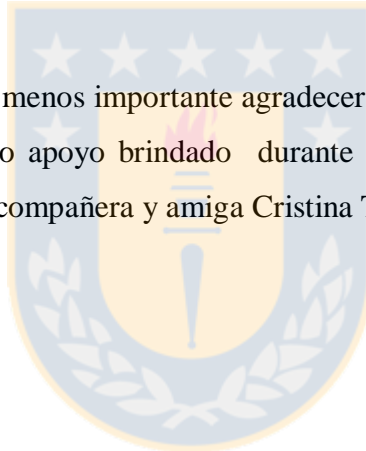 menos importante agradecer
o apoyo brindado durante
compañera y amiga Cristina